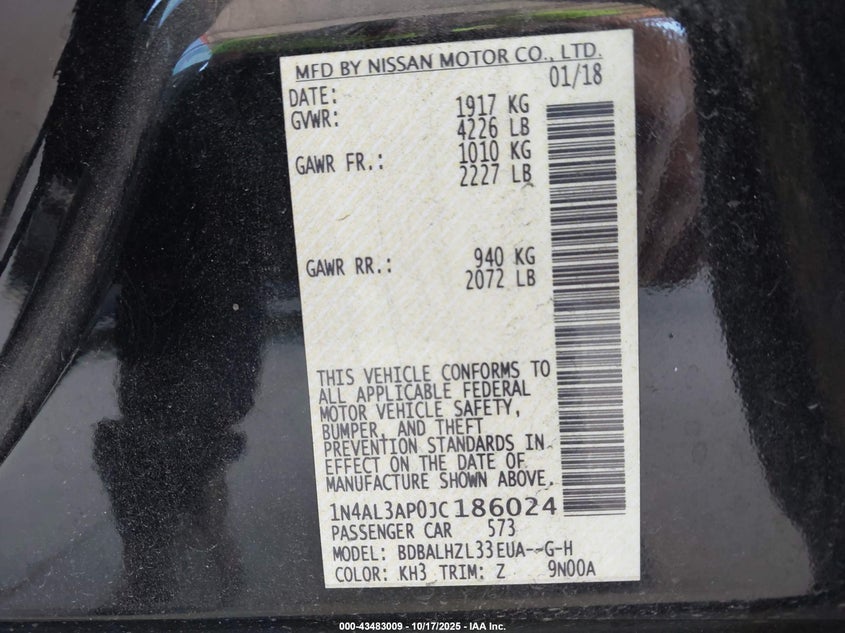 MFD BY NISSAN MOTOR CO., LTD.
DATE: 01/18
GVWR: 1917 KG
4226 LB
GAWR FR.: 1010 KG
2227 LB
GAWR RR.: 940 KG
2072 LB
THIS VEHICLE CONFORMS TO
ALL APPLICABLE FEDERAL
MOTOR VEHICLE SAFETY,
BUMPER, AND THEFT
PREVENTION STANDARDS IN
EFFECT ON THE DATE OF
MANUFACTURE SHOWN ABOVE.
1N4AL3AP0JC186024
PASSENGER CAR 573
MODEL: BDBALHZL33EUA--G-H
COLOR: KH3 TRIM: Z 9N00A
000-43483009 - 10/17/2025 - IAA Inc.